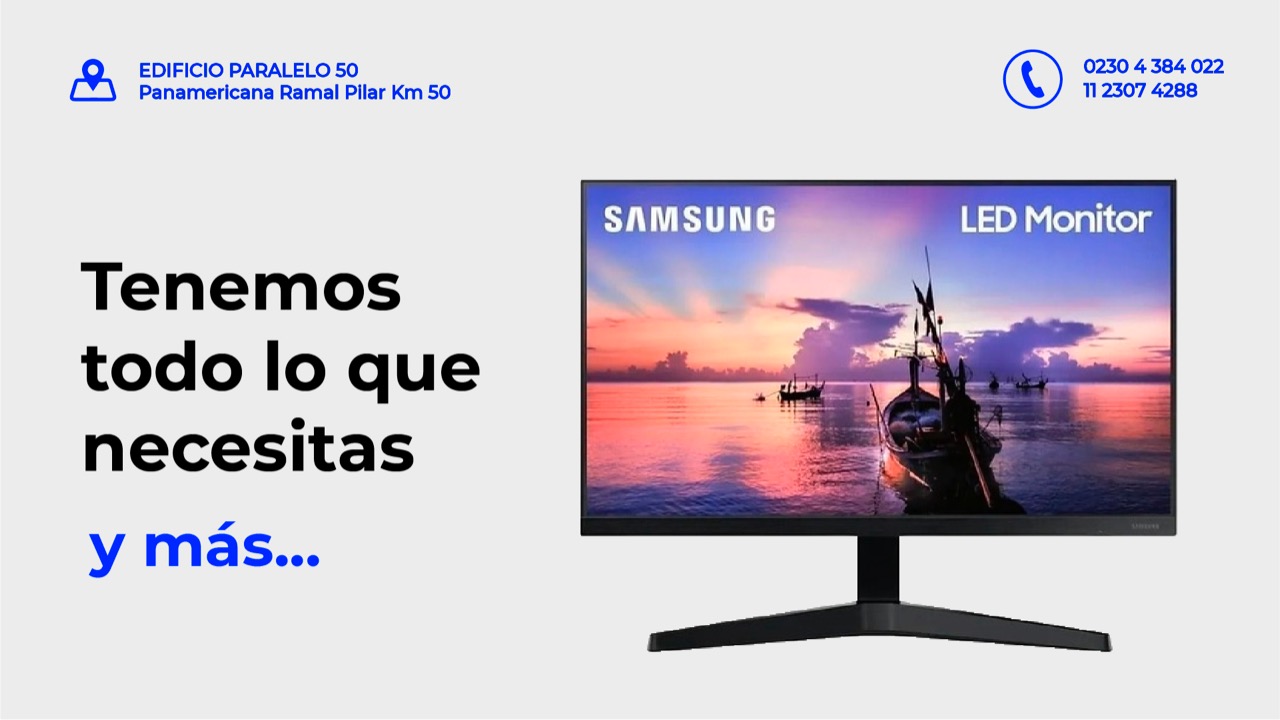 EDIFICIO PARALELO 50
Panamericana Ramal Pilar Km 50
0230 4 384 022
11 2307 4288
SAMSUNG
LED Monitor
Tenemos
todo lo que
necesitas
y más...
SAMSUNG